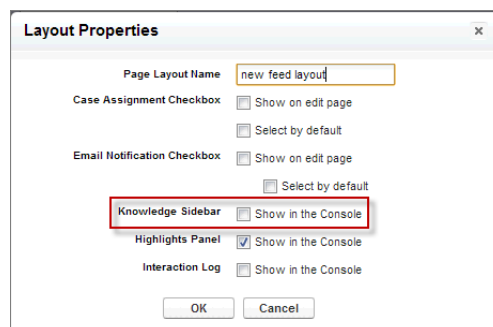 Layout Properties
Page Layout Name new feed layout
Case Assignment Checkbox Show on edit page
Select by default
Email Notification Checkbox Show on edit page
Select by default
Knowledge Sidebar Show in the Console
Highlights Panel Show in the Console
Interaction Log Show in the Console
OK Cancel